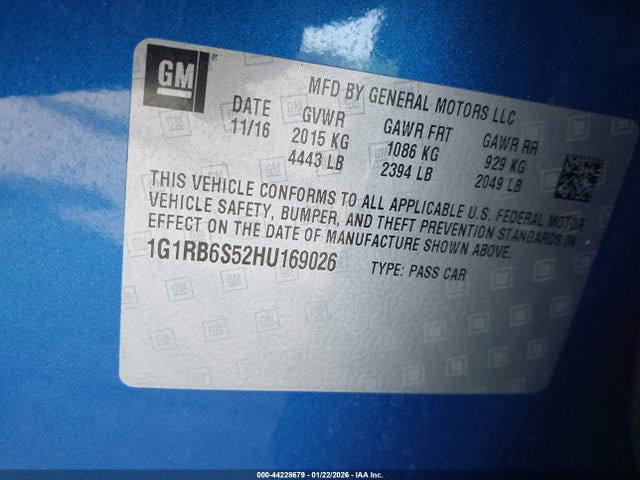 GM ®
MFD BY GENERAL MOTORS LLC
DATE GVWR GAWR FRT GAWR RR
11/16 2015 KG 1086 KG 929 KG
4443 LB 2394 LB 2049 LB
THIS VEHICLE CONFORMS TO ALL APPLICABLE U.S. FEDERAL MOTOR
VEHICLE SAFETY, BUMPER, AND THEFT PREVENTION STANDARDS IN
EFFECT ON THE DATE OF MANUFACTURE SHOWN ABOVE.
1G1RB6S52HU169026 TYPE: PASS CAR
000-44228679 - 01/22/2026 - IAA Inc.